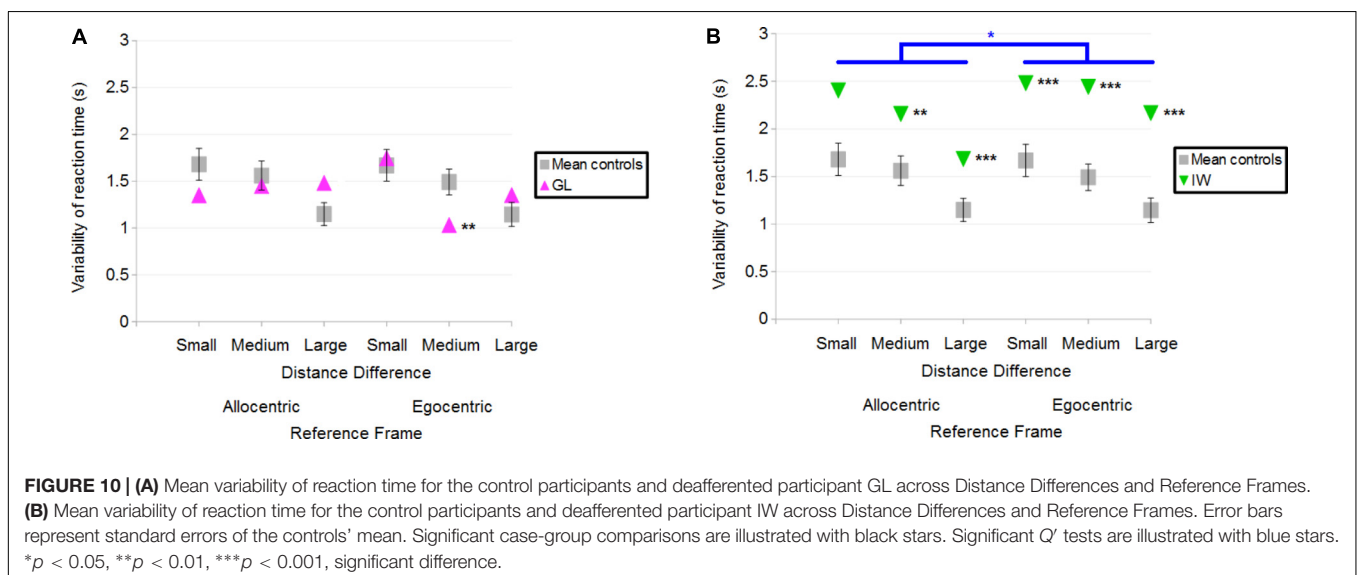 A
3
2.5
2
1.5
1
0.5
0
Variability of reaction time (s)
**
Mean controls
GL
Small Medium Large Small Medium Large
Distance Difference
Allocentric Egocentric
Reference Frame
B
3
2.5
2
1.5
1
0.5
0
Variability of reaction time (s)
*
**
***
***
***
***
Mean controls
IW
Small Medium Large Small Medium Large
Distance Difference
Allocentric Egocentric
Reference Frame
FIGURE 10 | (A) Mean variability of reaction time for the control participants and deafferented participant GL across Distance Differences and Reference Frames.
(B) Mean variability of reaction time for the control participants and deafferented participant IW across Distance Differences and Reference Frames. Error bars
represent standard errors of the controls' mean. Significant case-group comparisons are illustrated with black stars. Significant Q′ tests are illustrated with blue stars.
*p < 0.05, **p < 0.01, ***p < 0.001, significant difference.